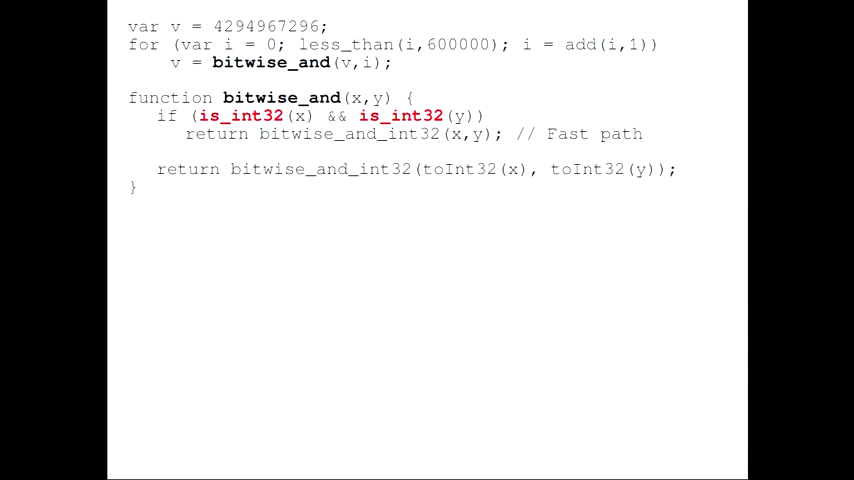 var v = 4294967296;
for (var i = 0; less_than(i,600000); i = add(i,1))
    v = bitwise_and(v,i);
function bitwise_and(x,y) {
   if (is_int32(x) && is_int32(y))
      return bitwise_and_int32(x,y); // Fast path
   return bitwise_and_int32(toInt32(x), toInt32(y));
}